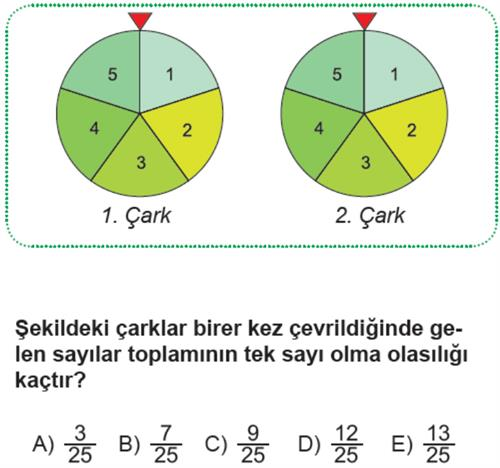 5 1 5 1
4 2 4 2
3 3
1. Çark 2. Çark
Şekildeki çarklar birer kez çevrildiğinde ge-
len sayılar toplamının tek sayı olma olasılığı
kaçtır?
A) 3/25 B) 7/25 C) 9/25 D) 12/25 E) 13/25